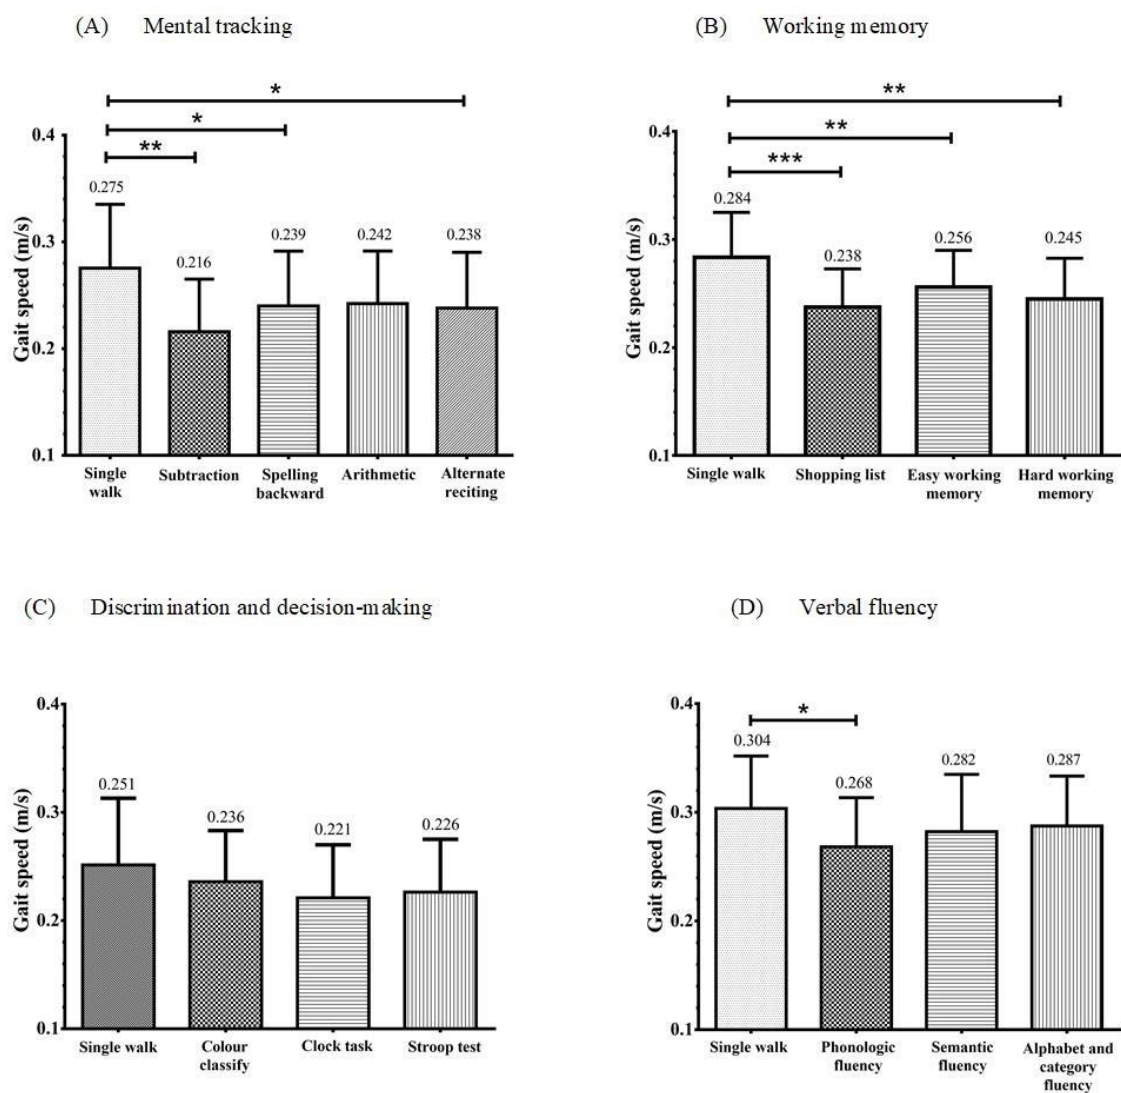 (A) Mental tracking
*
*
**
0.4
0.3
0.2
0.1
Gait speed (m/s)
0.275
0.216
0.239
0.242
0.238
Single
walk
Subtraction
Spelling
backward
Arithmetic
Alternate
reciting
(B) Working memory
**
**
***
0.4
0.3
0.2
0.1
Gait speed (m/s)
0.284
0.238
0.256
0.245
Single walk
Shopping list
Easy working
memory
Hard working
memory
(C) Discrimination and decision-making
0.4
0.3
0.2
0.1
Gait speed (m/s)
0.251
0.236
0.221
0.226
Single walk
Colour
classify
Clock task
Stroop test
(D) Verbal fluency
*
0.4
0.3
0.2
0.1
Gait speed (m/s)
0.304
0.268
0.282
0.287
Single walk
Phonologic
fluency
Semantic
fluency
Alphabet and
category
fluency